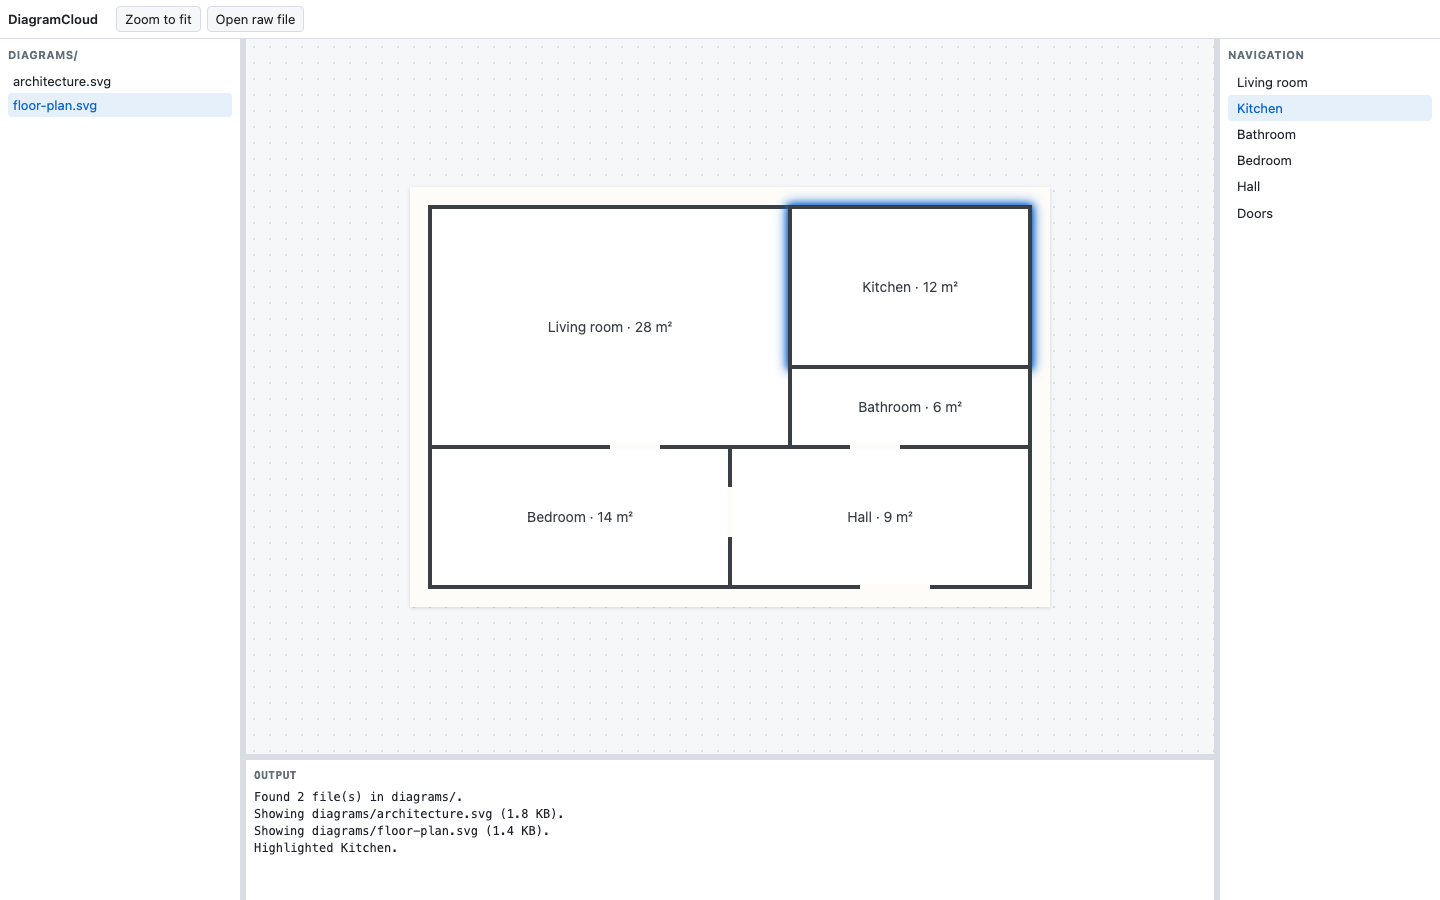 DiagramCloud
Zoom to fit
Open raw file
DIAGRAMS/
architecture.svg
floor-plan.svg
Living room · 28 m²
Kitchen · 12 m²
Bathroom · 6 m²
Bedroom · 14 m²
Hall · 9 m²
OUTPUT
Found 2 file(s) in diagrams/.
Showing diagrams/architecture.svg (1.8 KB).
Showing diagrams/floor-plan.svg (1.4 KB).
Highlighted Kitchen.
NAVIGATION
Living room
Kitchen
Bathroom
Bedroom
Hall
Doors